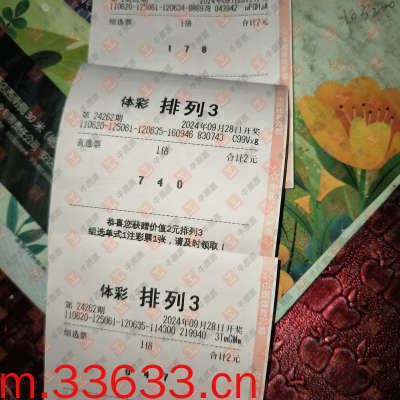 110620-125061-120634-086978 043942
组选票 1倍 合计2元
1 7 8
体彩 排列3
第 24262期 2024年09月28日开奖
110620-125061-120635-160946 830743 C99Vxg
直选票 1倍 合计2元
7 4 0
恭喜您获赠价值2元排列3
组选单式1注彩票1张，请及时领取！
体彩 排列3
第 24262期 2024年09月28日开奖
110620-125061-120635-114300 219940 3TmGMm
组选票 1倍 合计2元
m.33633.cn